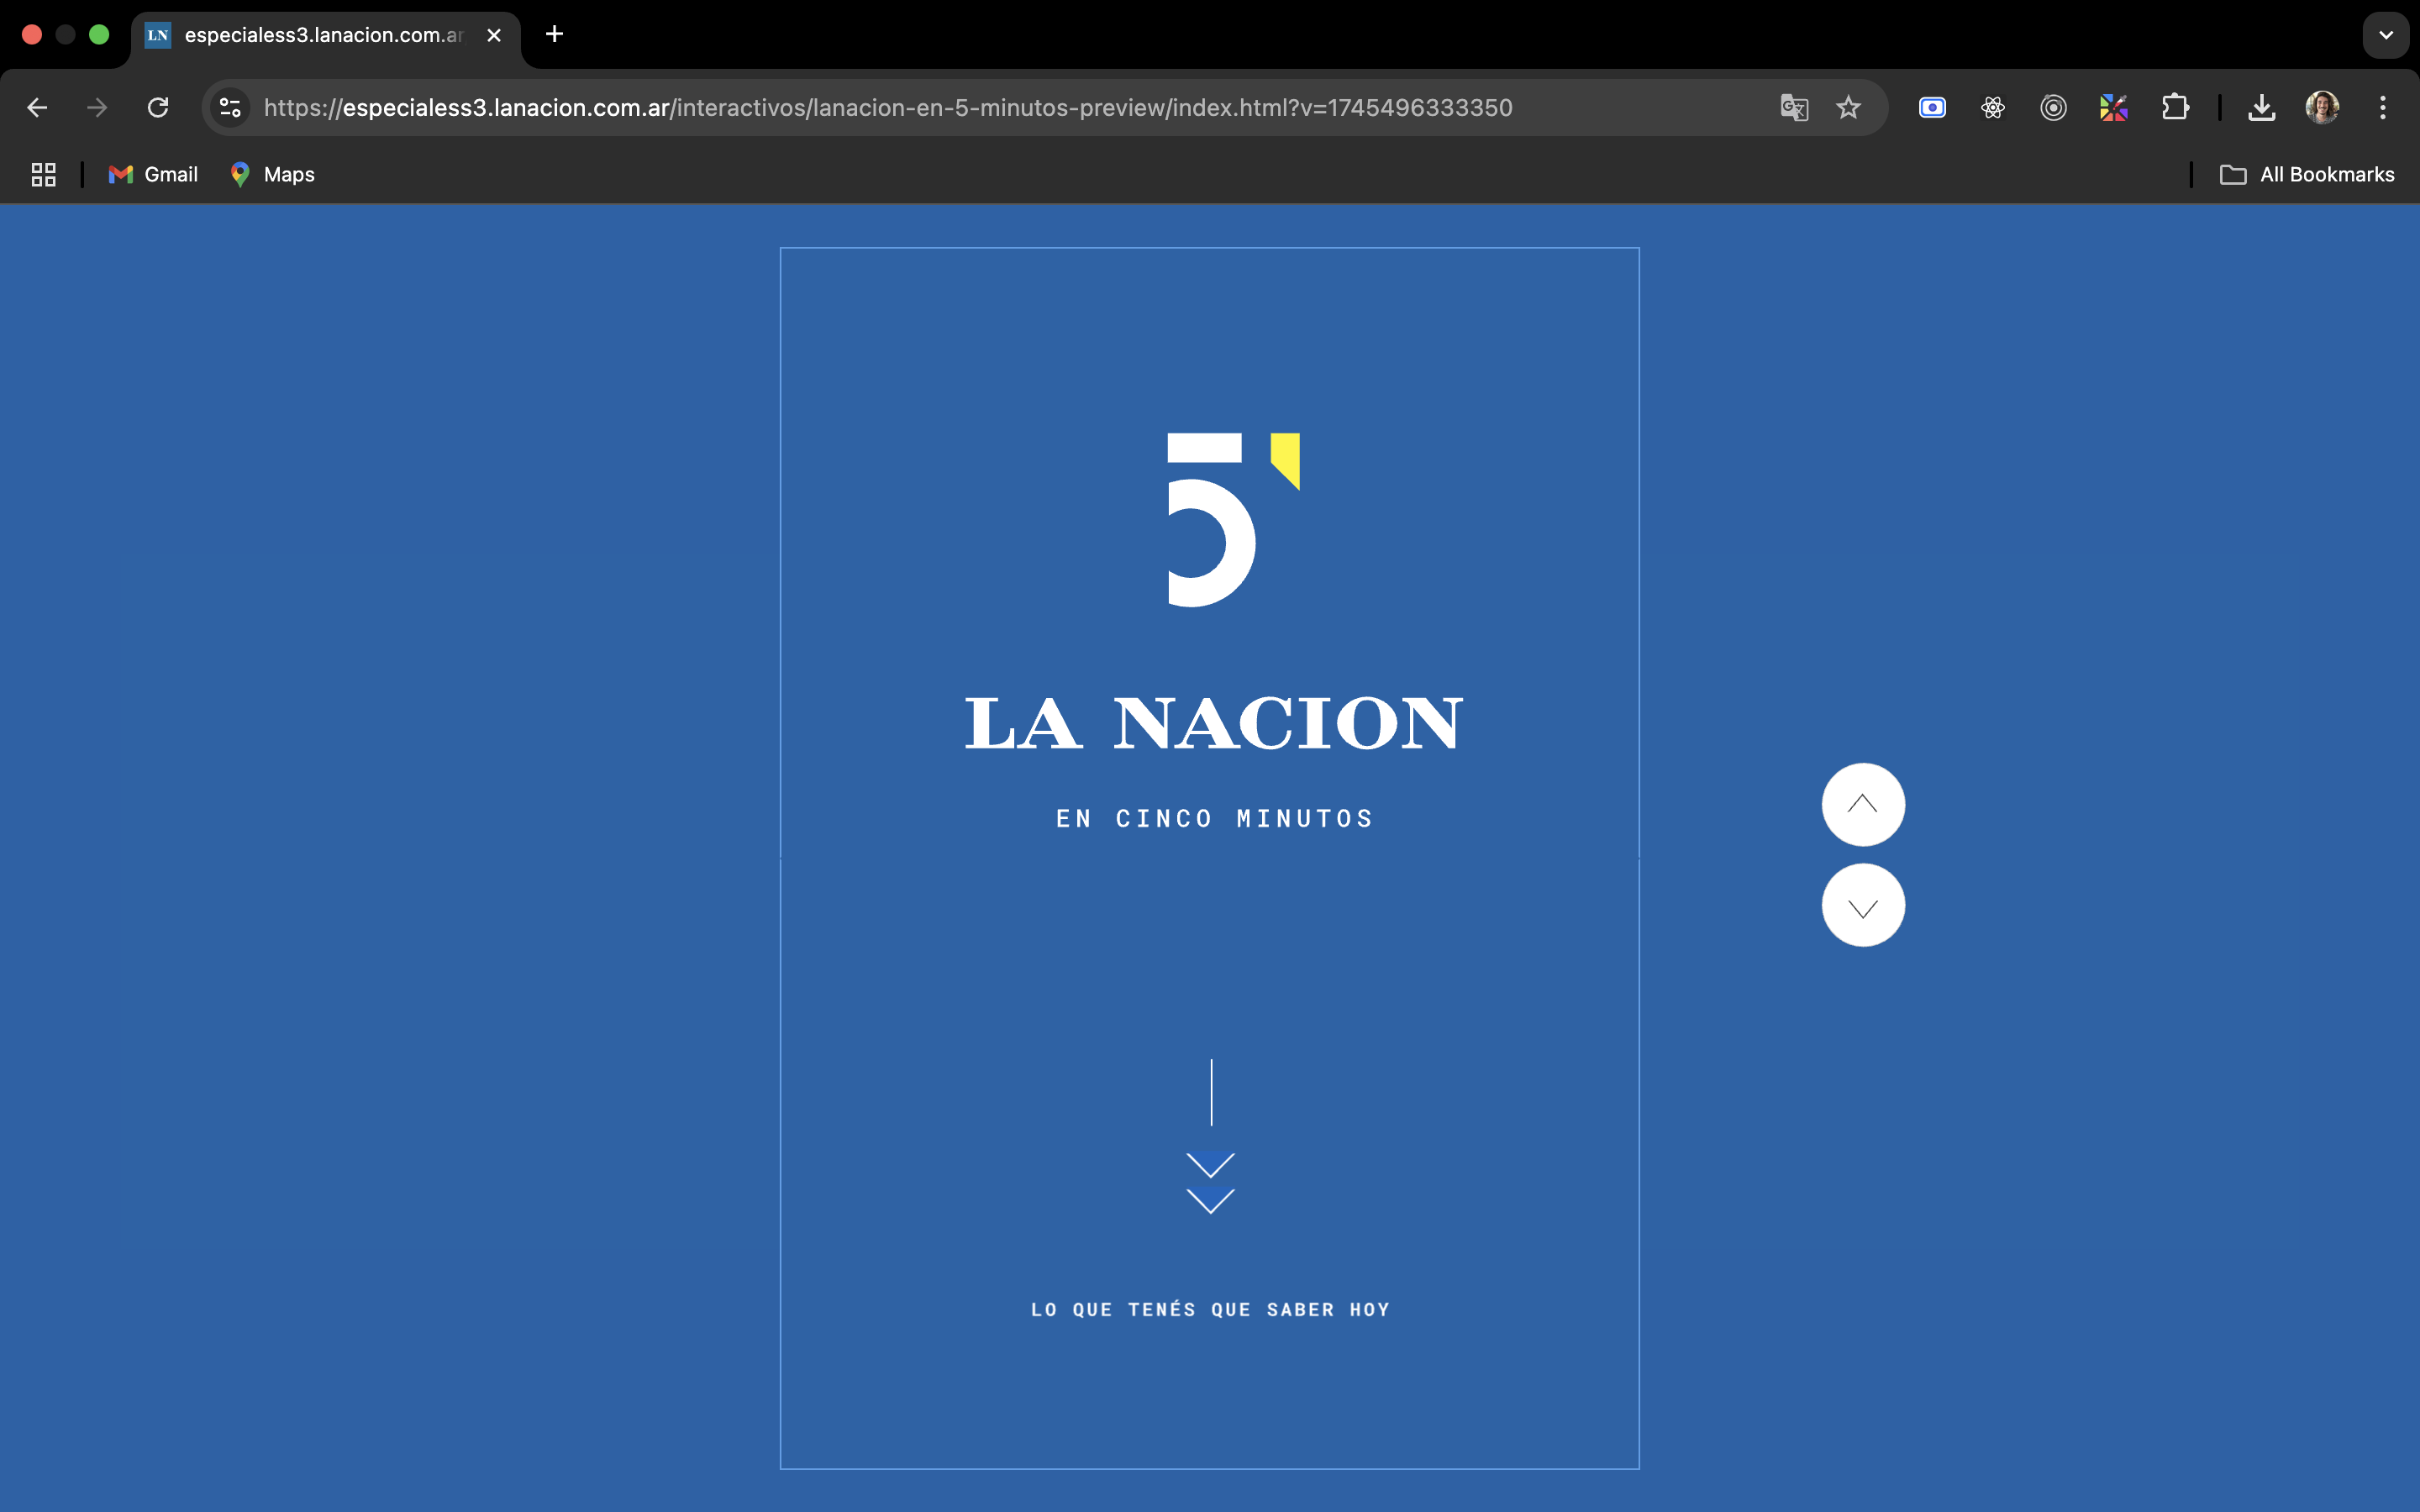 LN especialess3.lanacion.com.ar
https://especialess3.lanacion.com.ar/interactivos/lanacion-en-5-minutos-preview/index.html?v=1745496333350
Gmail Maps All Bookmarks
5'
LA NACION
EN CINCO MINUTOS
LO QUE TENÉS QUE SABER HOY